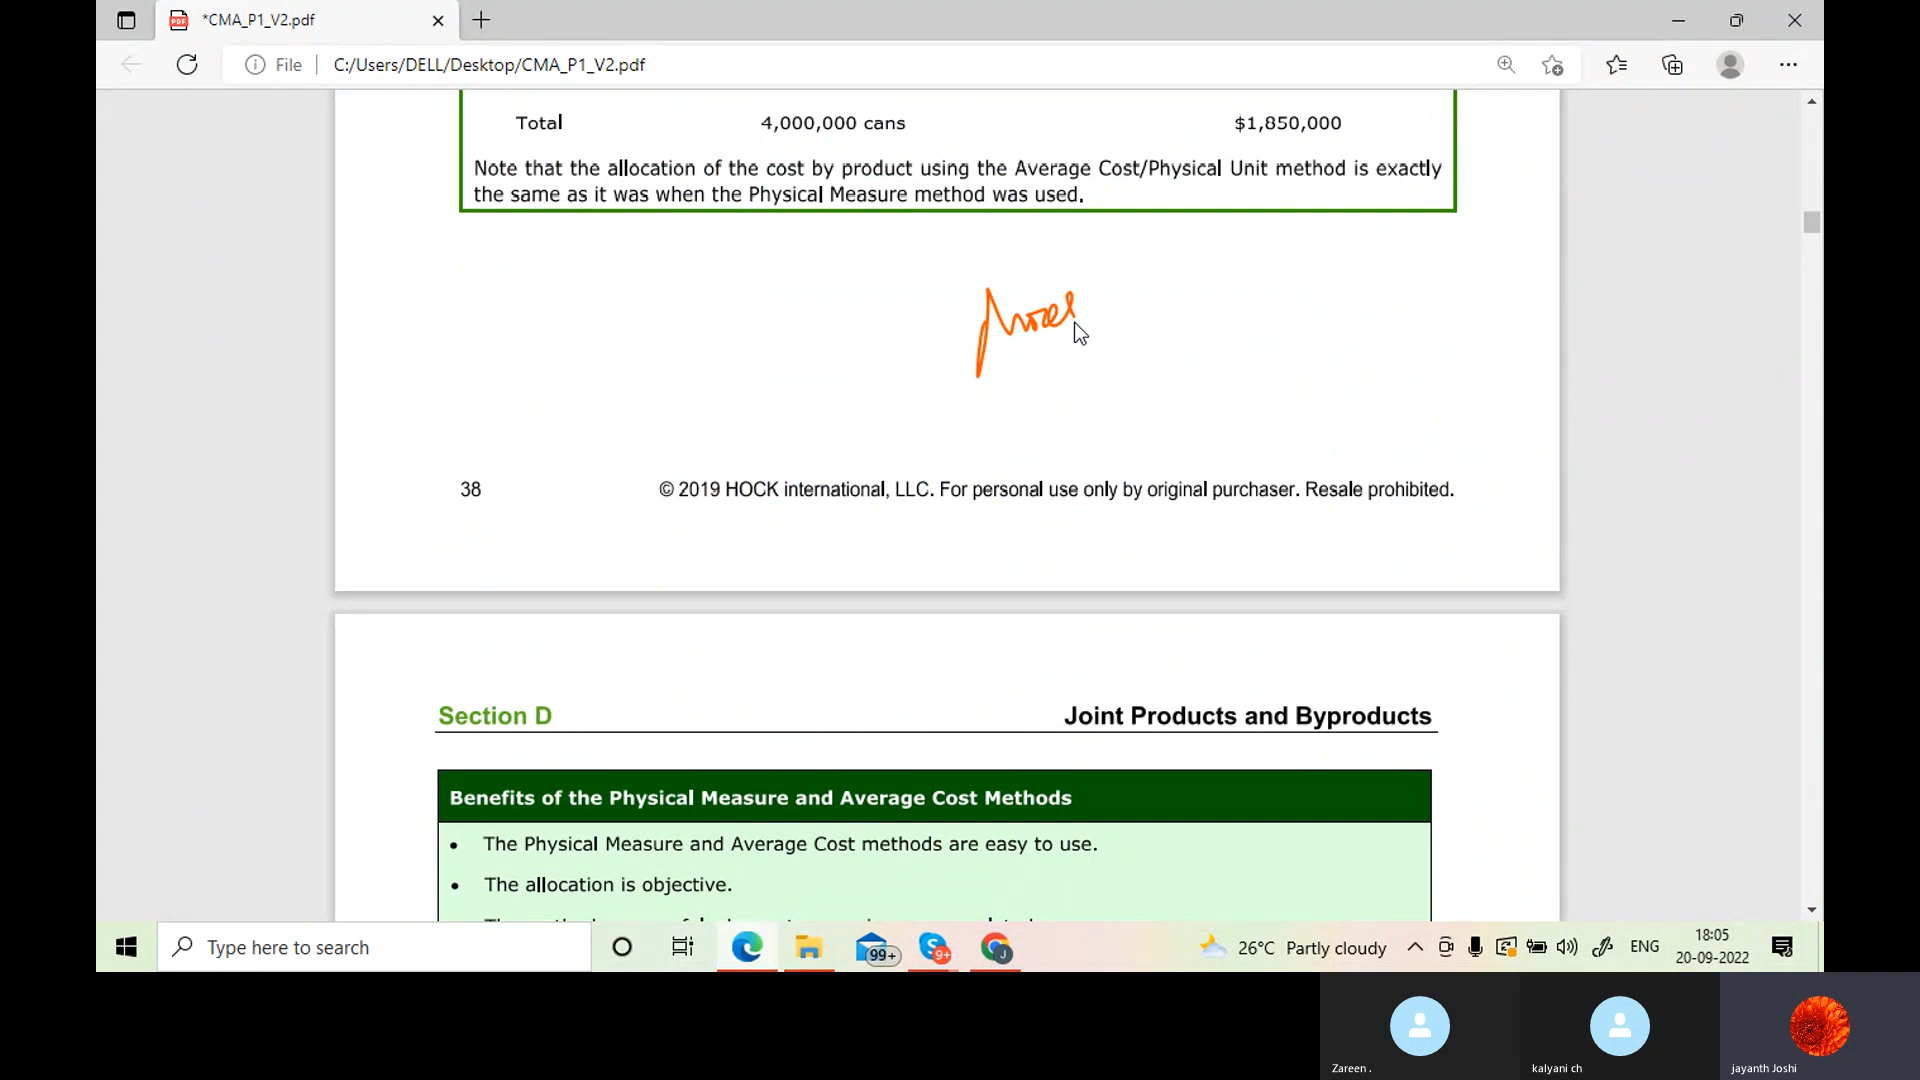 *CMA_P1_V2.pdf
File C:/Users/DELL/Desktop/CMA_P1_V2.pdf
Total 4,000,000 cans $1,850,000
Note that the allocation of the cost by product using the Average Cost/Physical Unit method is exactly
the same as it was when the Physical Measure method was used.
38 © 2019 HOCK international, LLC. For personal use only by original purchaser. Resale prohibited.
Section D Joint Products and Byproducts
Benefits of the Physical Measure and Average Cost Methods
• The Physical Measure and Average Cost methods are easy to use.
• The allocation is objective.
Type here to search 99+ 9+ J 26°C Partly cloudy ENG 18:05
20-09-2022
Zareen . kalyani ch jayanth Joshi